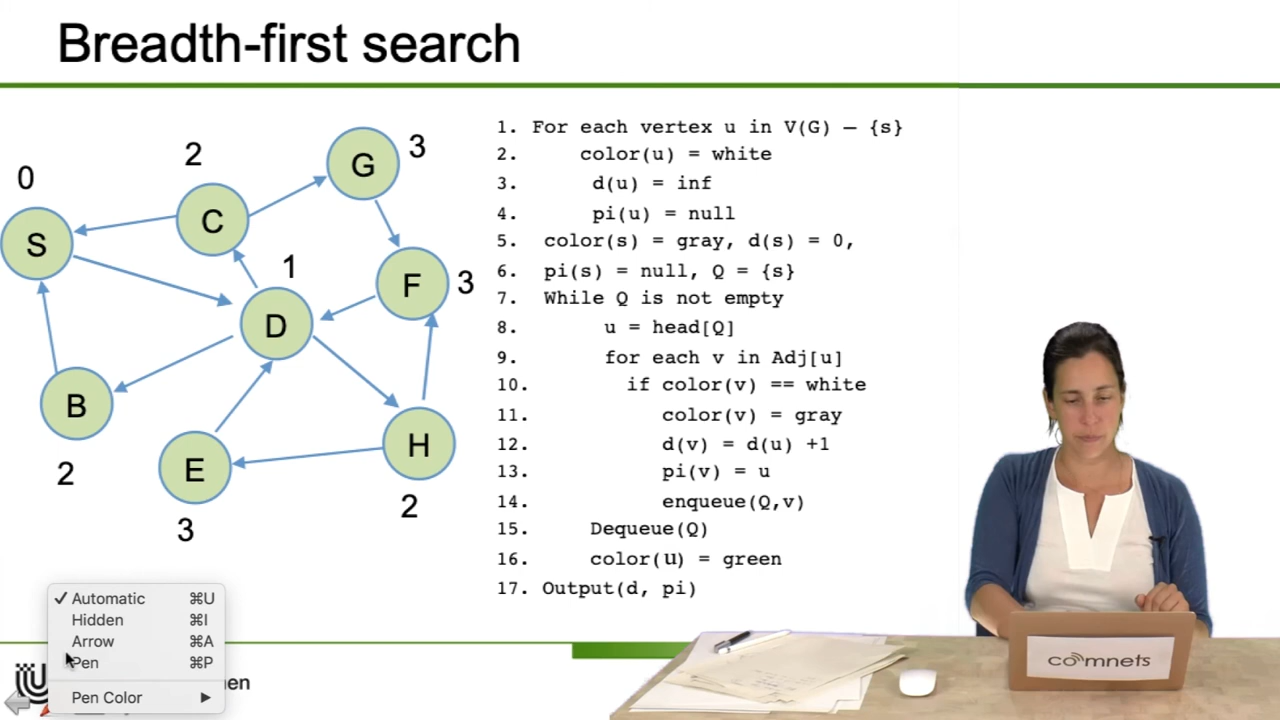 Breadth-first search
0
2
3
1
3
2
2
3
S
C
G
D
F
B
E
H
1. For each vertex u in V(G) – {s}
2. color(u) = white
3. d(u) = inf
4. pi(u) = null
5. color(s) = gray, d(s) = 0,
6. pi(s) = null, Q = {s}
7. While Q is not empty
8. u = head[Q]
9. for each v in Adj[u]
10. if color(v) == white
11. color(v) = gray
12. d(v) = d(u) +1
13. pi(v) = u
14. enqueue(Q,v)
15. Dequeue(Q)
16. color(u) = green
17. Output(d, pi)
✓ Automatic ⌘U
Hidden ⌘I
Arrow ⌘A
Pen ⌘P
Pen Color
comnets